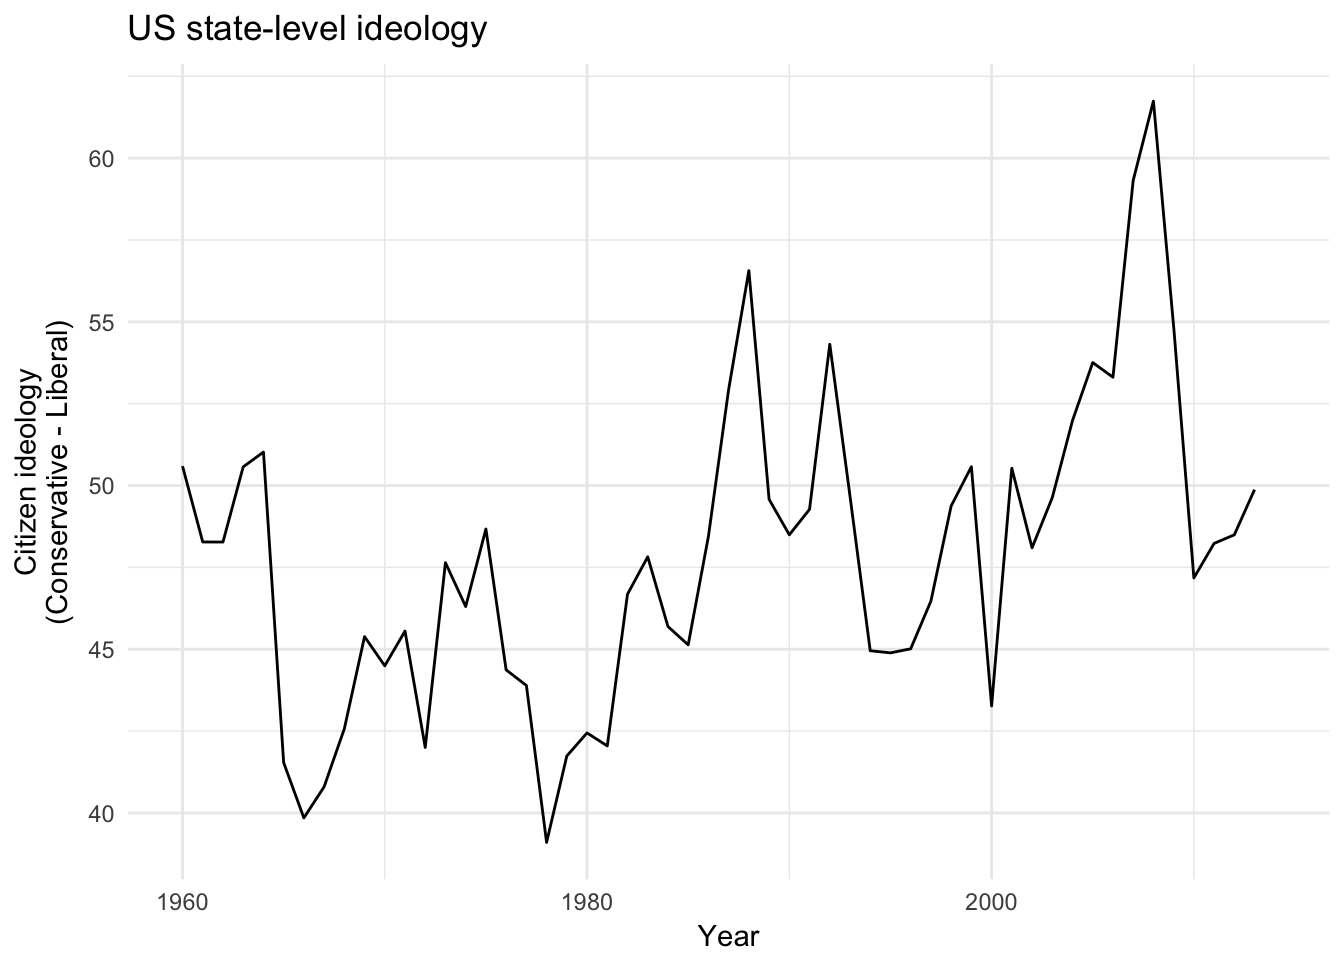 US state-level ideology
60
55
50
45
40
Citizen ideology
(Conservative - Liberal)
1960
1980
2000
Year